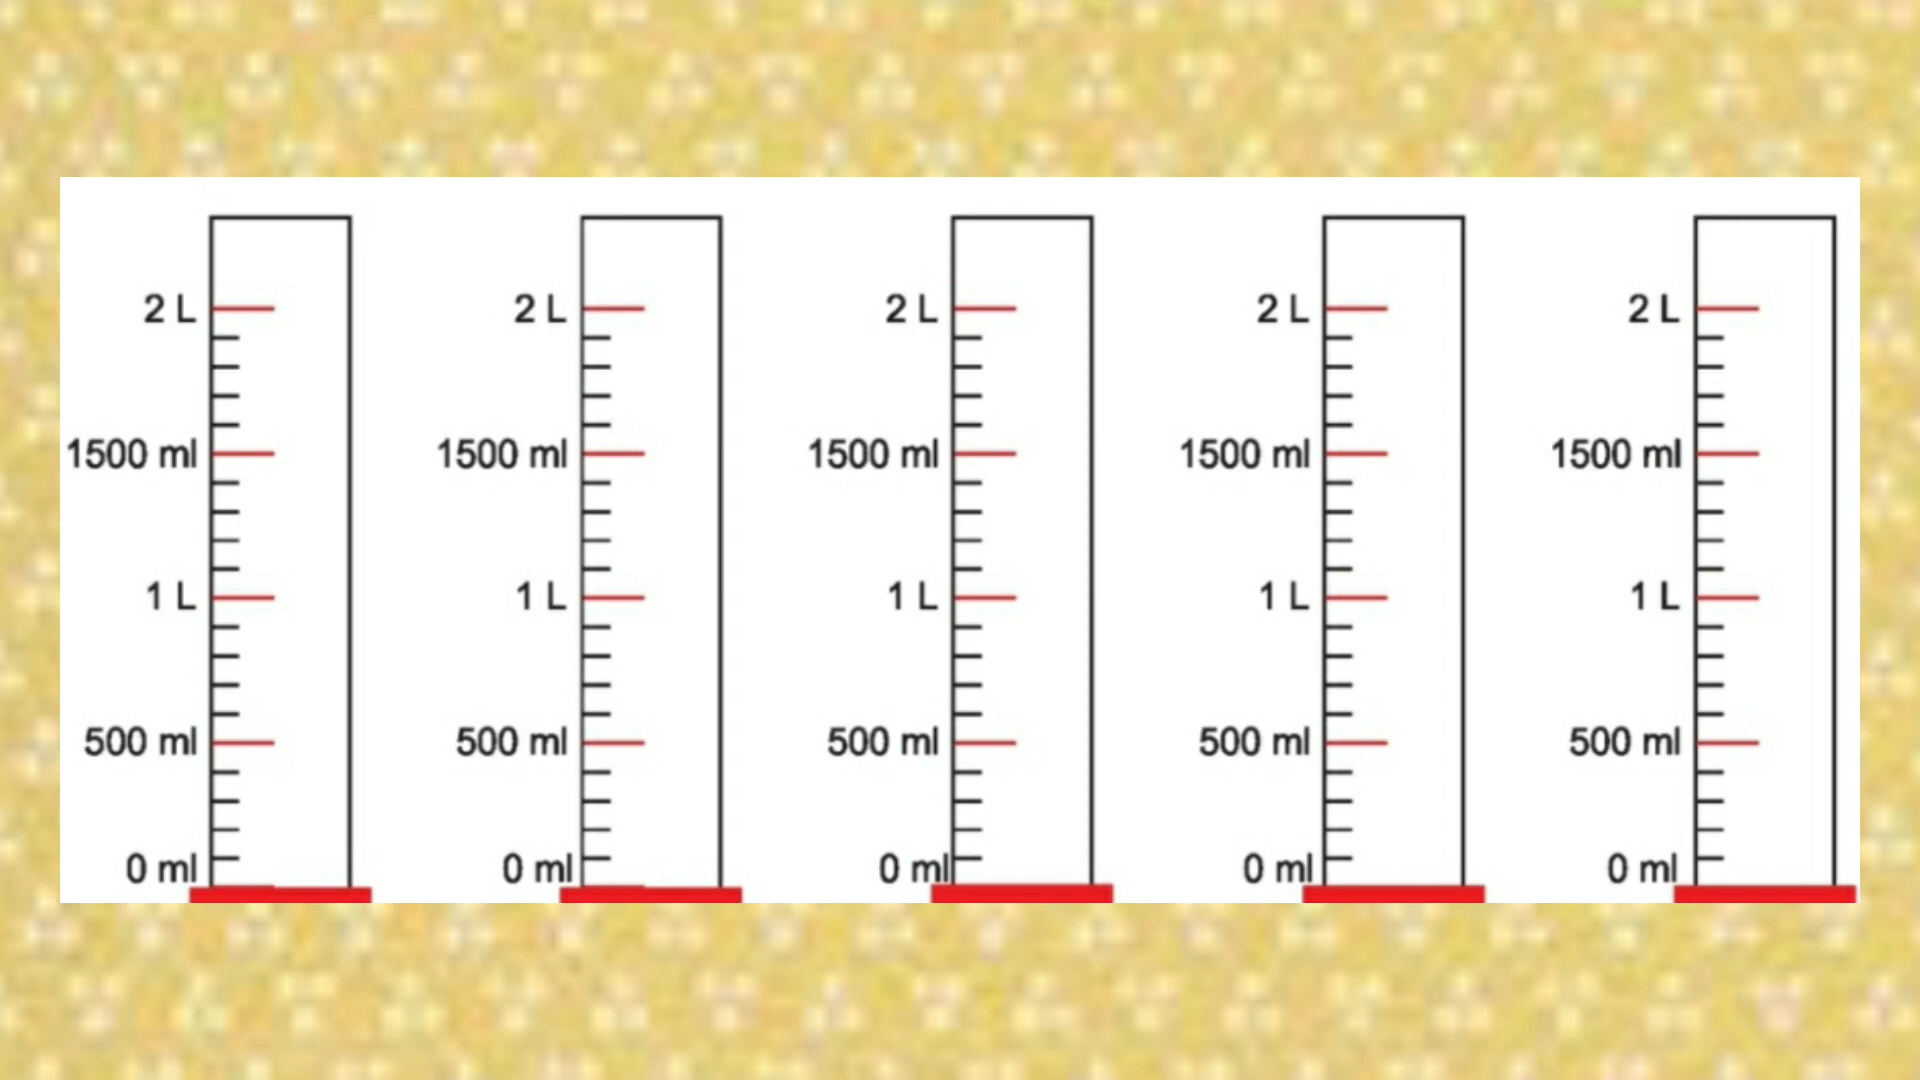 2 L 2 L 2 L 2 L 2 L
1500 ml 1500 ml 1500 ml 1500 ml 1500 ml
1 L 1 L 1 L 1 L 1 L
500 ml 500 ml 500 ml 500 ml 500 ml
0 ml 0 ml 0 ml 0 ml 0 ml